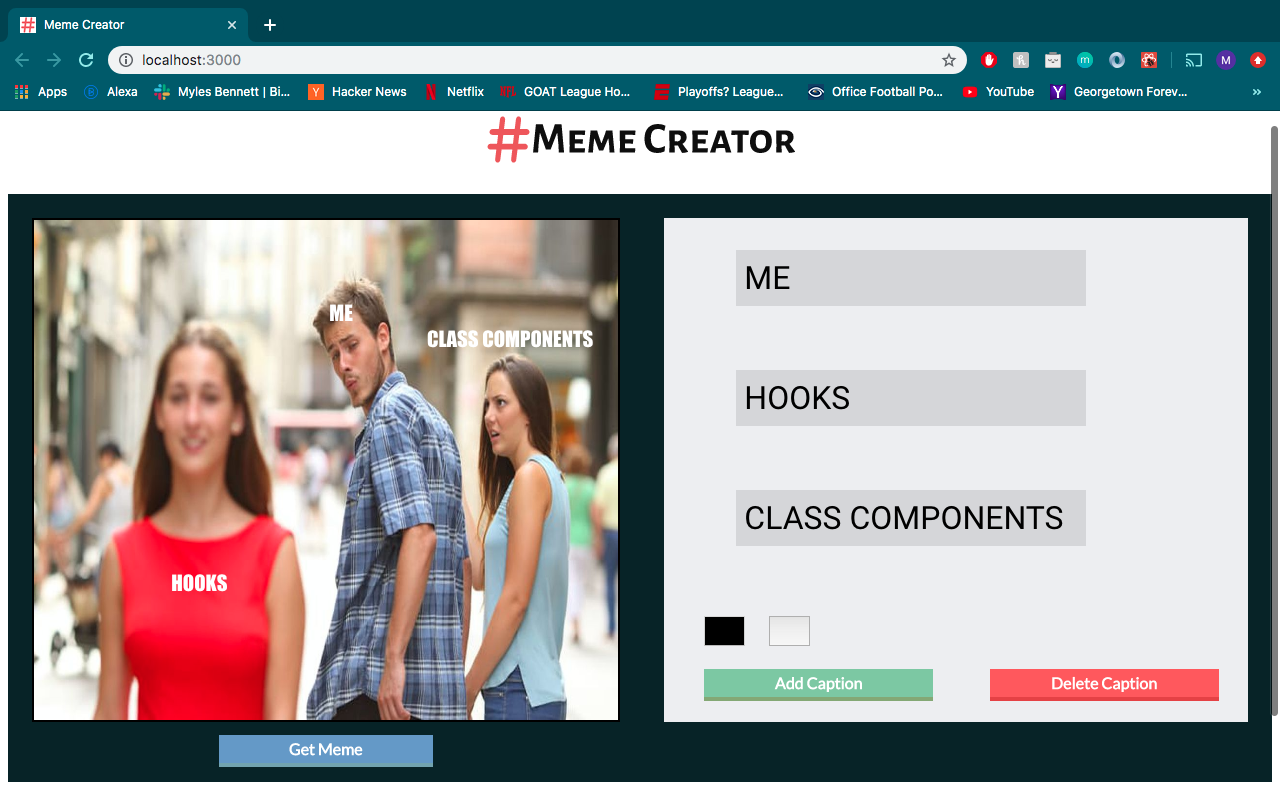 Meme Creator
localhost:3000
Apps
Alexa
Myles Bennett | Bi...
Hacker News
Netflix
GOAT League Ho...
Playoffs? League...
Office Football Po...
YouTube
Georgetown Forev...
»
#MEME CREATOR
ME
CLASS COMPONENTS
HOOKS
Get Meme
ME
HOOKS
CLASS COMPONENTS
Add Caption
Delete Caption